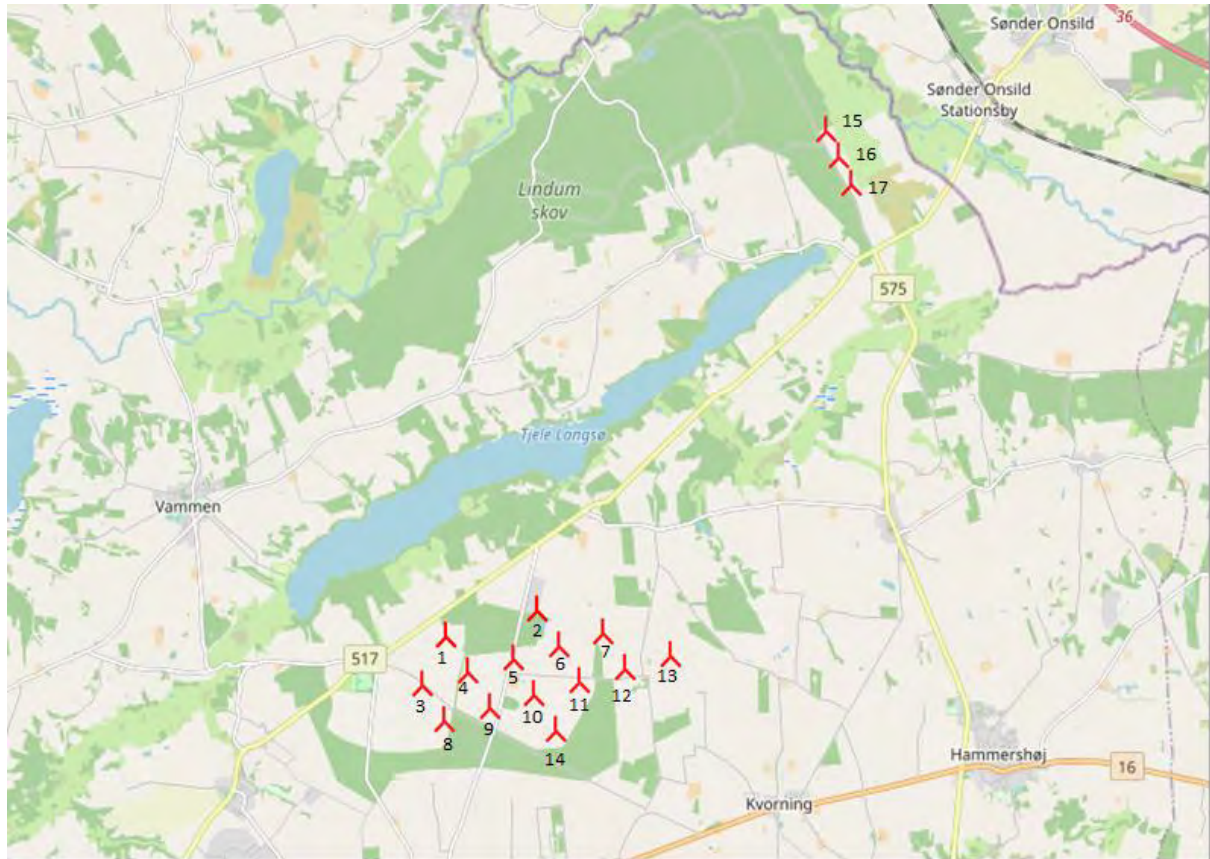 Sønder Onsild
36
Sønder Onsild
Stationsby
15
16
17
Lindum
skov
575
Tjele Langsø
Vammen
2
1
7
6
5
517
4
12
13
3
11
10
9
8
14
Hammershøj
16
Kvorning